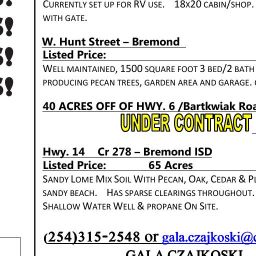 CURRENTLY SET UP FOR RV USE. 18X20 CABIN/SHOP.
WITH GATE.
W. Hunt Street – Bremond
Listed Price:
WELL MAINTAINED, 1500 SQUARE FOOT 3 BED/2 BATH
PRODUCING PECAN TREES, GARDEN AREA AND GARAGE.
40 ACRES OFF OF HWY. 6 /Bartkwiak Roa
UNDER CONTRACT
Hwy. 14 Cr 278 – Bremond ISD
Listed Price: 65 Acres
SANDY LOME MIX SOIL WITH PECAN, OAK, CEDAR & PL
SANDY BEACH. HAS SPARSE CLEARINGS THROUGHOUT.
SHALLOW WATER WELL & PROPANE ON SITE.
(254)315-2548 or gala.czajkoski@
GALA CZAJKOSKI